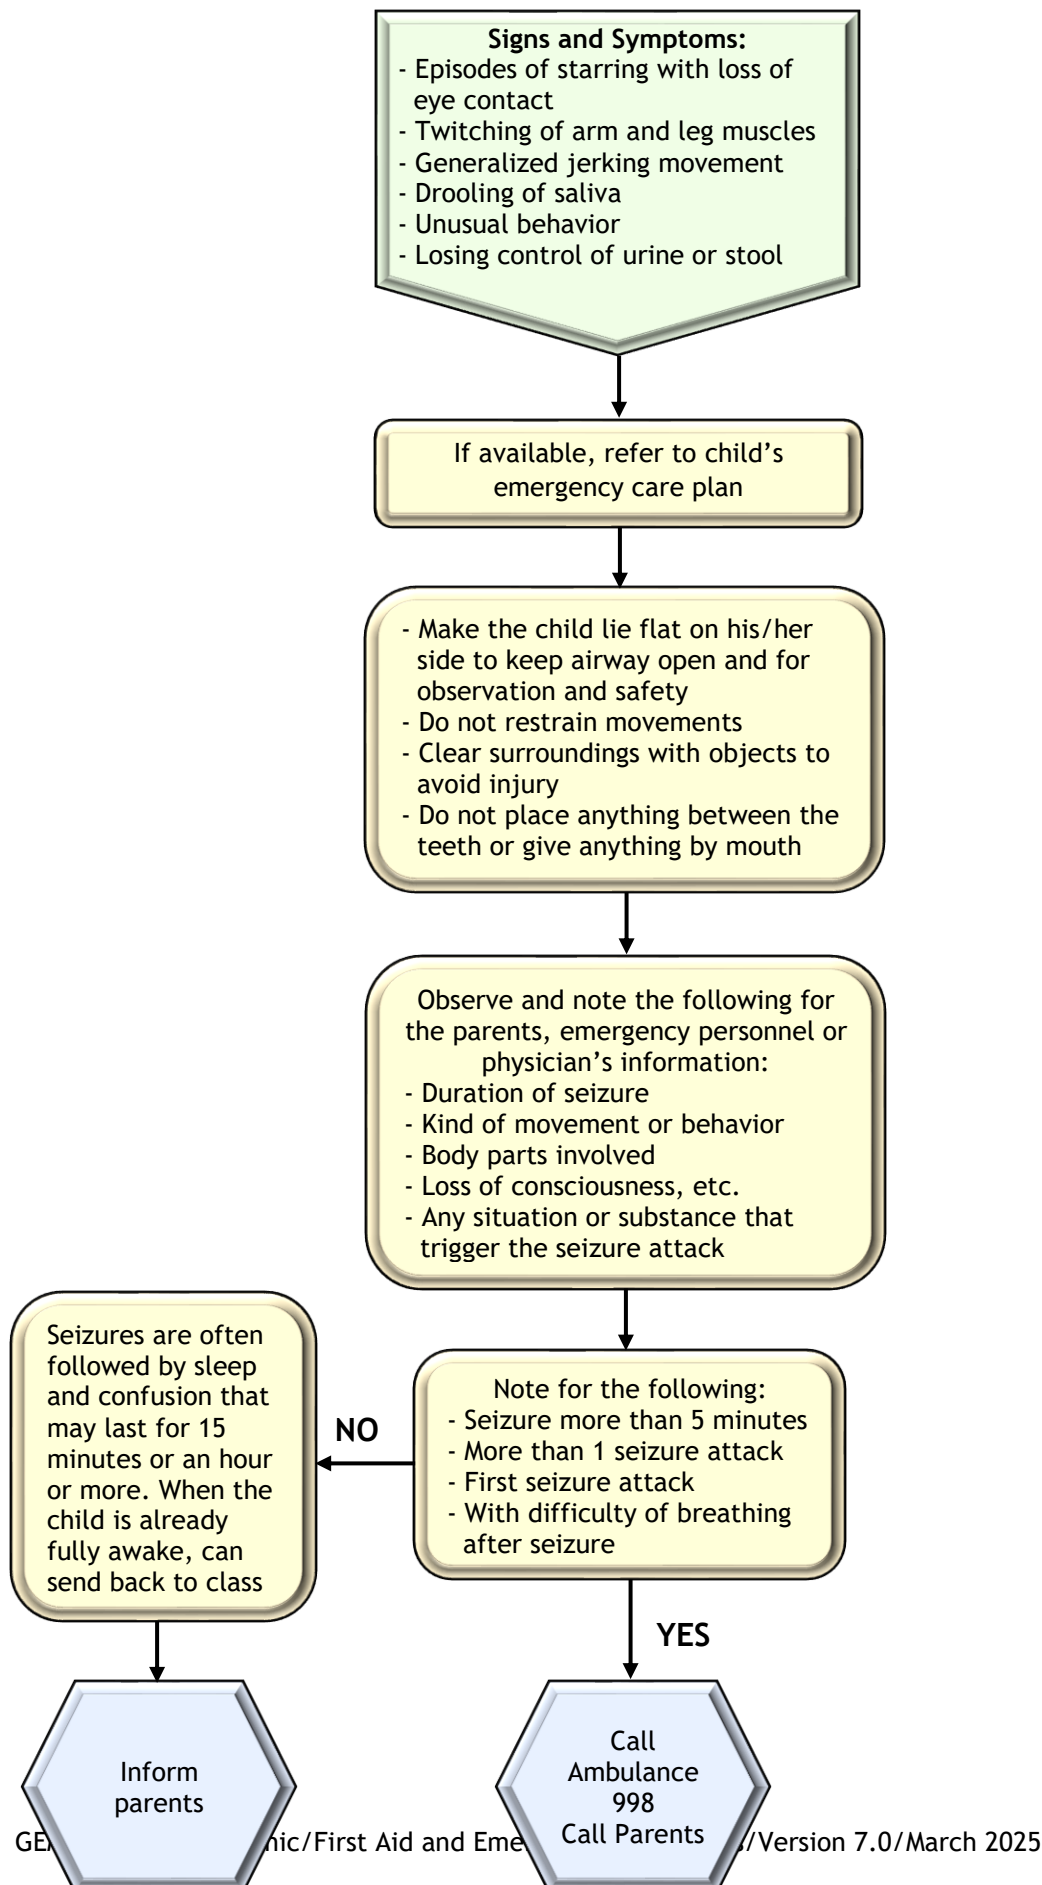 Signs and Symptoms:
- Episodes of starring with loss of
eye contact
- Twitching of arm and leg muscles
- Generalized jerking movement
- Drooling of saliva
- Unusual behavior
- Losing control of urine or stool
If available, refer to child’s
emergency care plan
- Make the child lie flat on his/her
side to keep airway open and for
observation and safety
- Do not restrain movements
- Clear surroundings with objects to
avoid injury
- Do not place anything between the
teeth or give anything by mouth
Observe and note the following for
the parents, emergency personnel or
physician’s information:
- Duration of seizure
- Kind of movement or behavior
- Body parts involved
- Loss of consciousness, etc.
- Any situation or substance that
trigger the seizure attack
Note for the following:
- Seizure more than 5 minutes
- More than 1 seizure attack
- First seizure attack
- With difficulty of breathing
after seizure
NO
Seizures are often
followed by sleep
and confusion that
may last for 15
minutes or an hour
or more. When the
child is already
fully awake, can
send back to class
YES
Inform
parents
Call
Ambulance
998
Call Parents
/First Aid and /Version 7.0/March 2025